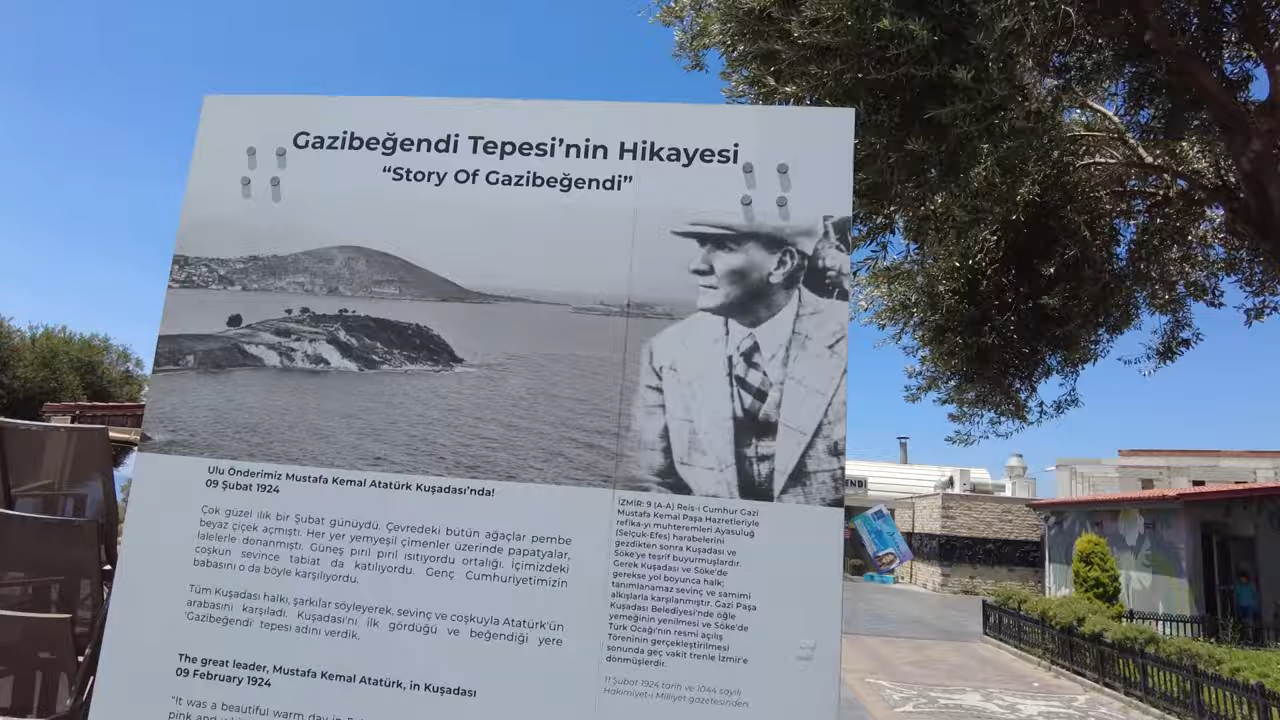 Gazibeğendi Tepesi’nin Hikayesi
“Story Of Gazibeğendi”
Ulu Önderimiz Mustafa Kemal Atatürk Kuşadası’nda!
09 Şubat 1924
Çok güzel ılık bir Şubat günüydü. Çevredeki bütün ağaçlar pembe
beyaz çiçek açmıştı. Her yer yemyeşil çimenler üzerinde papatyalar,
lalelerle donanmıştı. Güneş pırıl pırıl ısıtıyordu ortalığı. İçimizdeki
coşkun sevince tabiat da katılıyordu. Genç Cumhuriyetimizin
babasını o da böyle karşılıyordu.
Tüm Kuşadası halkı, şarkılar söyleyerek, sevinç ve coşkuyla Atatürk'ün
arabasını karşıladı. Kuşadası'nı ilk gördüğü ve beğendiği yere
'Gazibeğendi' tepesi adını verdik.
The great leader, Mustafa Kemal Atatürk, in Kuşadası
09 February 1924
“It was a beautiful warm day in
pink and
İZMİR: 9 (A-A) Reis-i Cumhur Gazi
Mustafa Kemal Paşa Hazretleriyle
refika-yı muhteremleri Ayasuluğ
(Selçuk-Efes) harabelerini
gezdikten sonra Kuşadası ve
Söke'ye teşrif buyurmuşlardır.
Gerek Kuşadası ve Söke'de
gerekse yol boyunca halk;
tanımlanamaz sevinç ve samimi
alkışlarla karşılanmıştır. Gazi Paşa
Kuşadası Belediyesi'nde öğle
yemeğinin yenilmesi ve Söke'de
Türk Ocağı'nın resmi açılış
Töreninin gerçekleştirilmesi
sonunda geç vakit trenle İzmir'e
dönmüşlerdir.
11 Şubat 1924 tarih ve 1044 sayılı
Hakimiyet-i Milliyet gazetesinden.
ENDİ